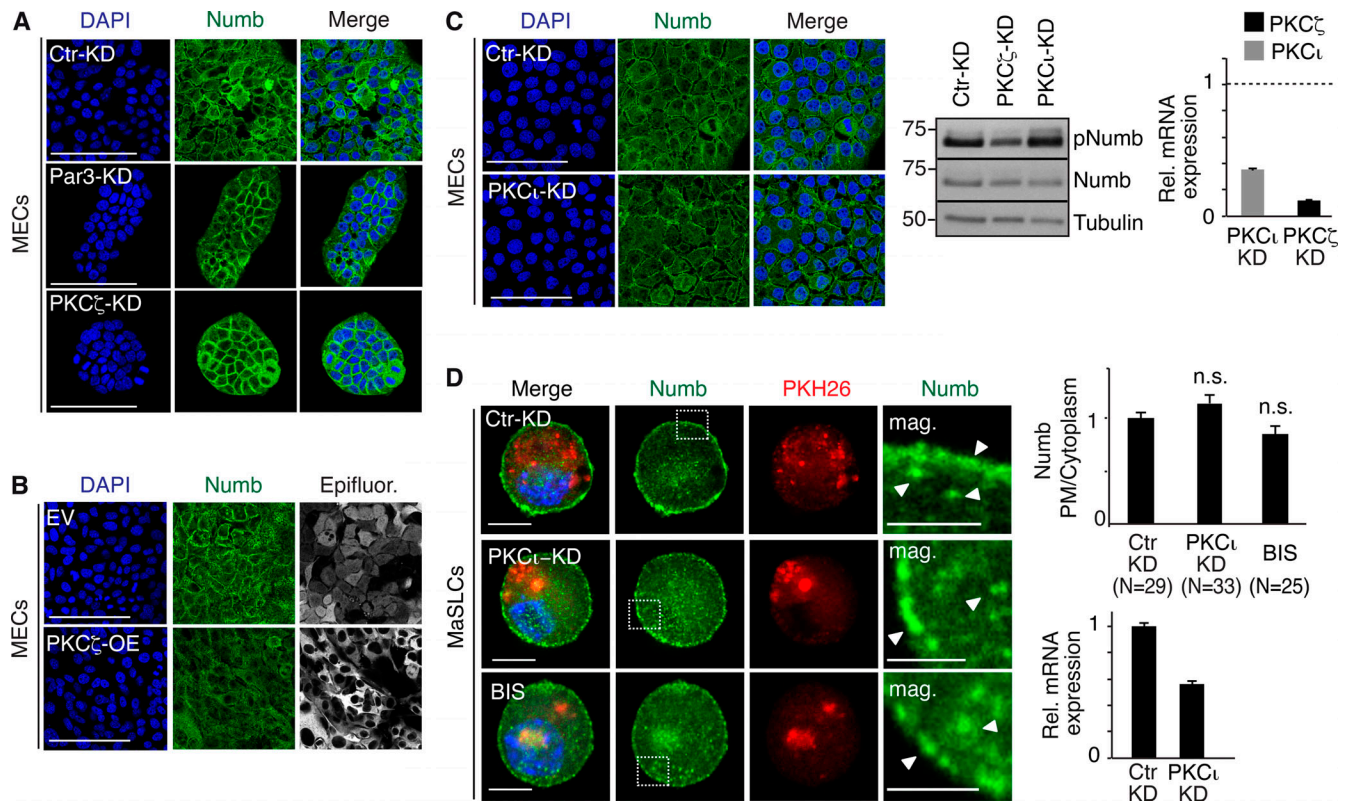 A
DAPI
Numb
Merge
MECs
Ctr-KD
Par3-KD
PKCζ-KD
B
DAPI
Numb
Epifluor.
MECs
EV
PKCζ-OE
C
DAPI
Numb
Merge
MECs
Ctr-KD
PKCι-KD
Ctr-KD
PKCζ-KD
PKCι-KD
75
pNumb
75
Numb
50
Tubulin
PKCζ
PKCι
Rel. mRNA
expression
1
0
PKCι
KD
PKCζ
KD
D
Merge
Numb
PKH26
Numb
MaSLCs
Ctr-KD
mag.
PKCι–KD
mag.
BIS
mag.
Numb
PM/Cytoplasm
1
0
n.s.
n.s.
Ctr
KD
(N=29)
PKCι
KD
(N=33)
BIS
(N=25)
Rel. mRNA
expression
1
0
Ctr
KD
PKCι
KD